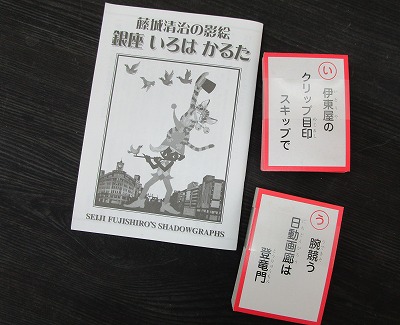 藤城清治の影絵
銀座 いろは かるた
SEIJI FUJISHIRO'S SHADOWGRAPHS
い
伊東屋の
クリップ目印
スキップで
う
腕競う
日動画廊は
登竜門